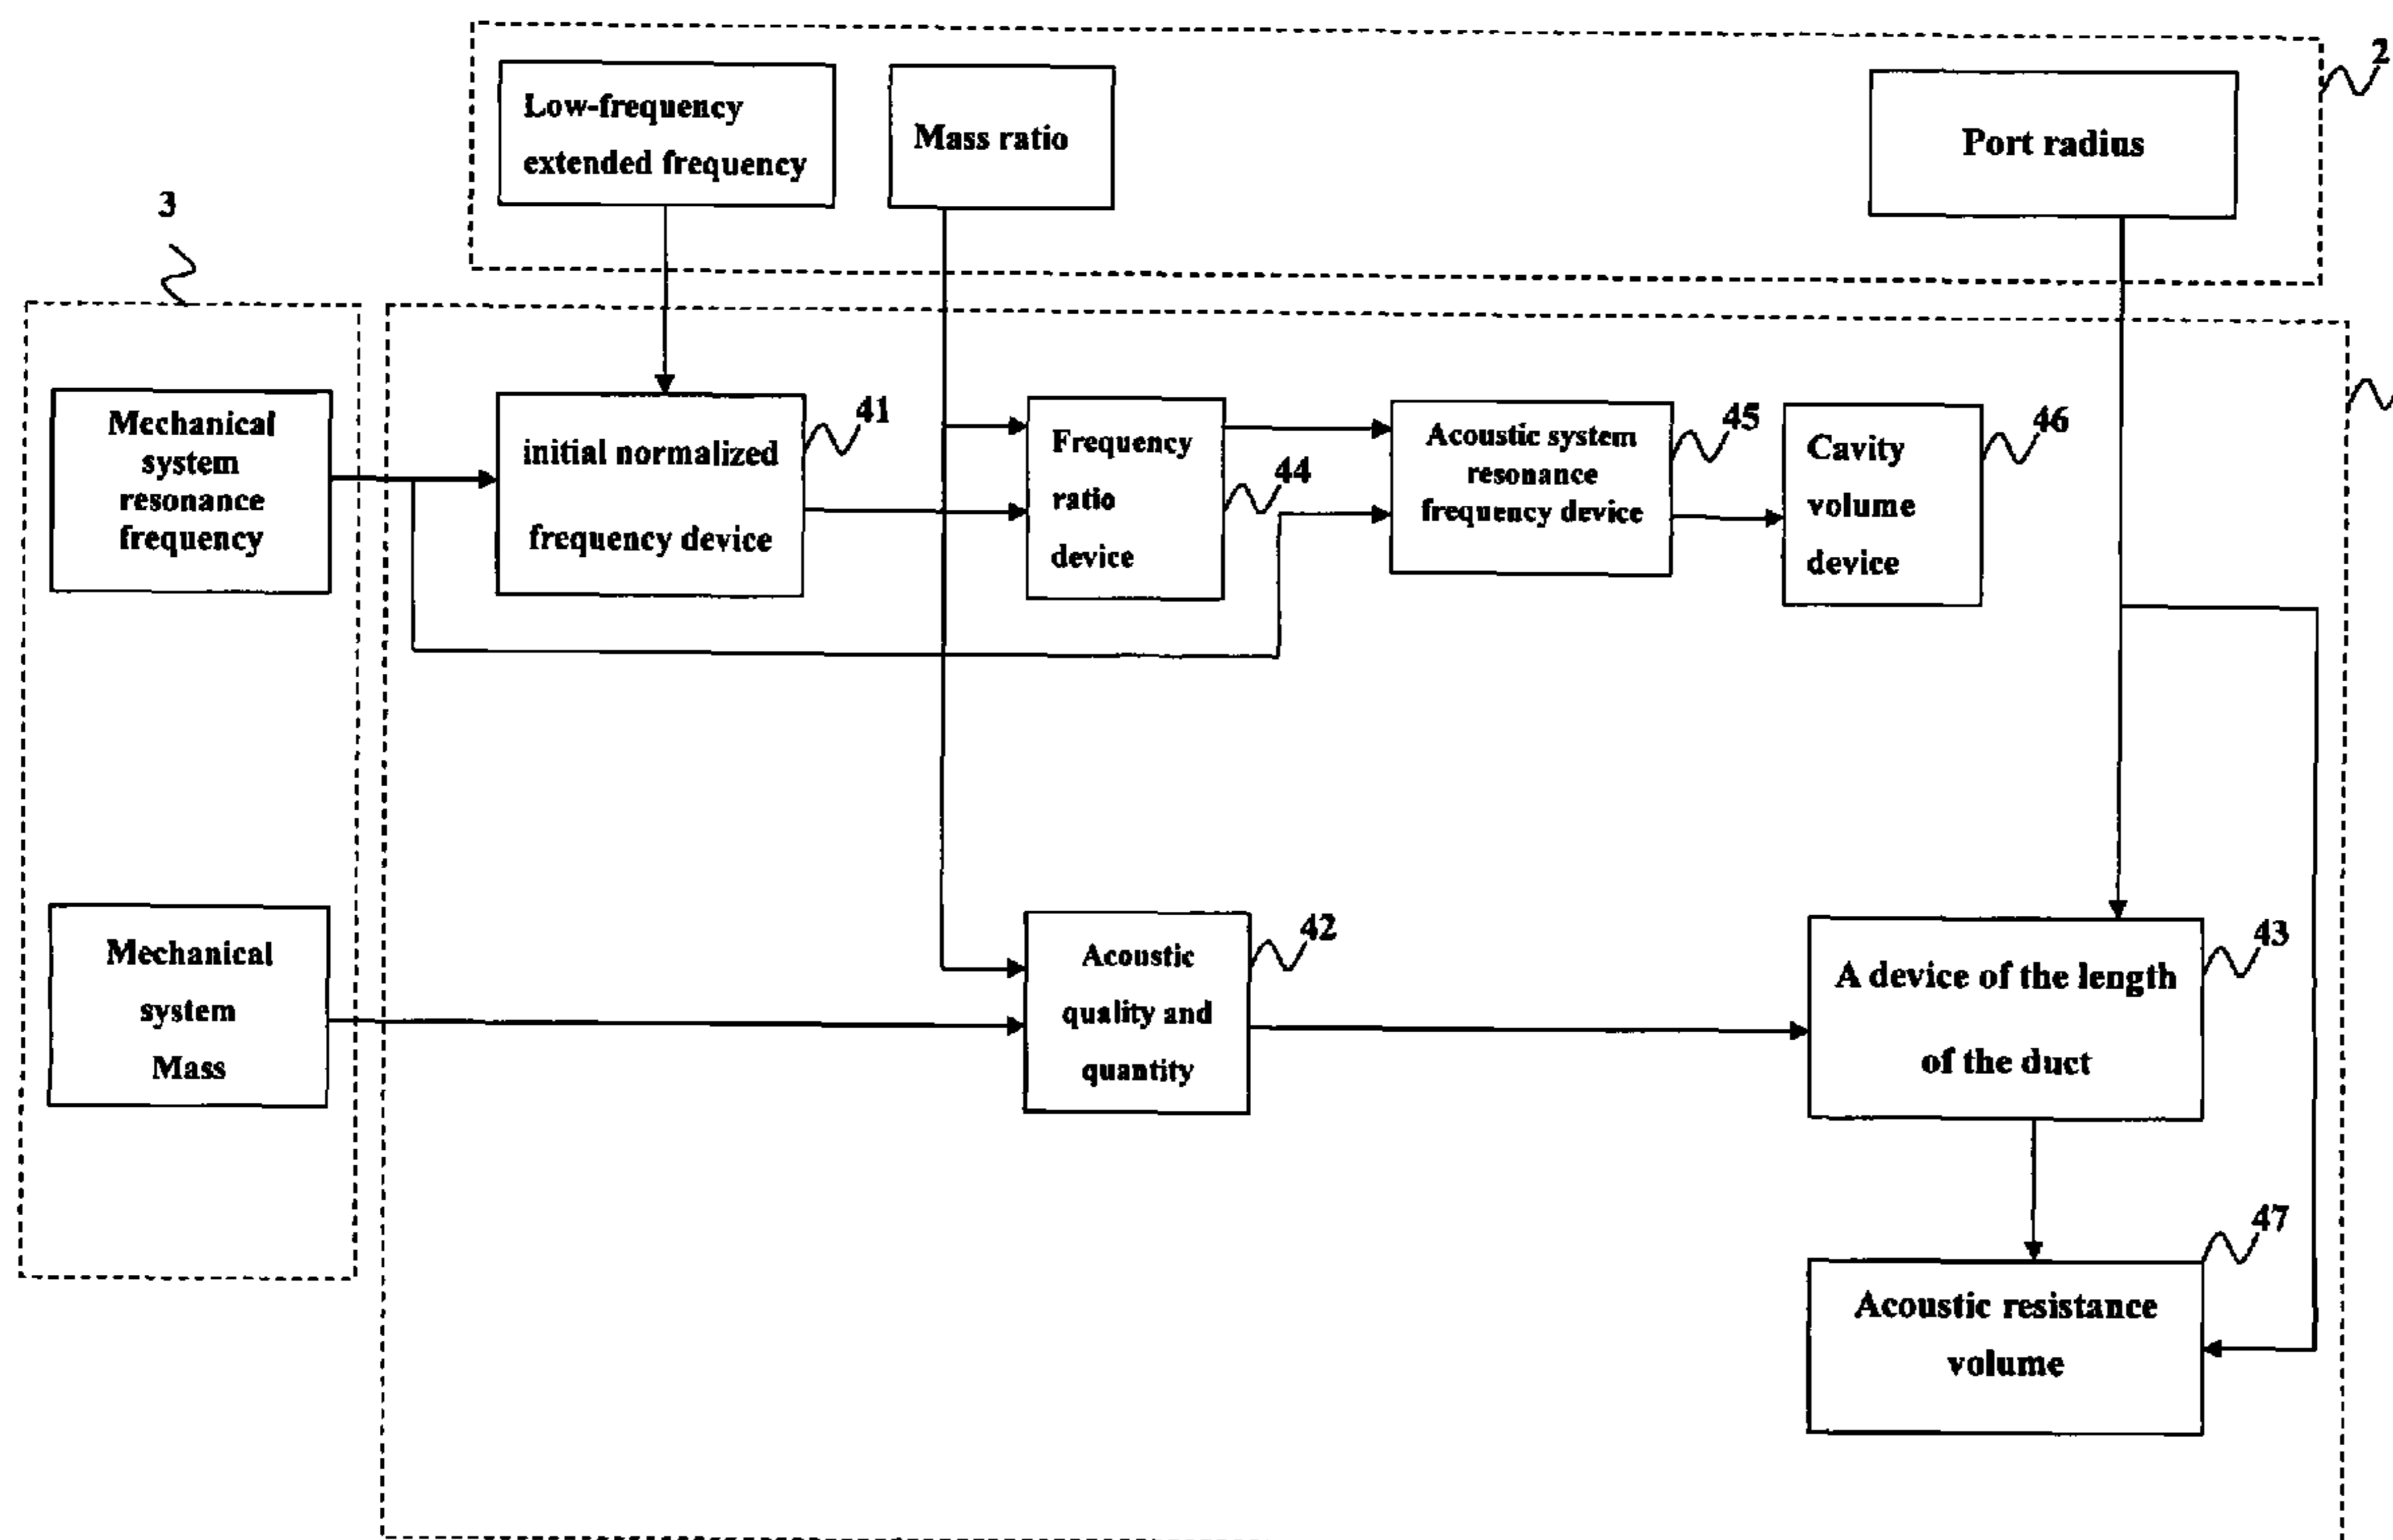 2
Low-frequency
extended frequency
Mass ratio
Port radius
3
Mechanical
system
resonance
frequency
initial normalized
frequency device
41
Frequency
ratio
device
44
Acoustic system
resonance
frequency device
45
Cavity
volume
device
46
Mechanical
system
Mass
Acoustic
quality and
quantity
42
A device of the length
of the duct
43
Acoustic resistance
volume
47